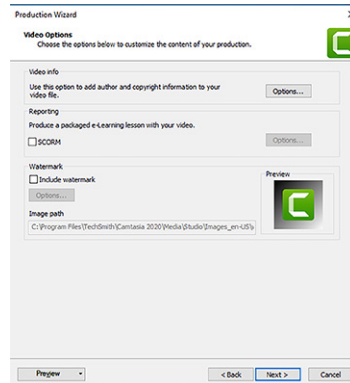 Production Wizard
Video Options
Choose the options below to customize the content of your production.
Video info
Use this option to add author and copyright information to your
video file.
Options...
Reporting
Produce a packaged e-Learning lesson with your video.
SCORM
Options...
Watermark
Include watermark
Options...
Preview
Image path
C:\Program Files\TechSmith\Camtasia 2020\Media\Studio\Images_en-US\
Preview
< Back
Next >
Cancel